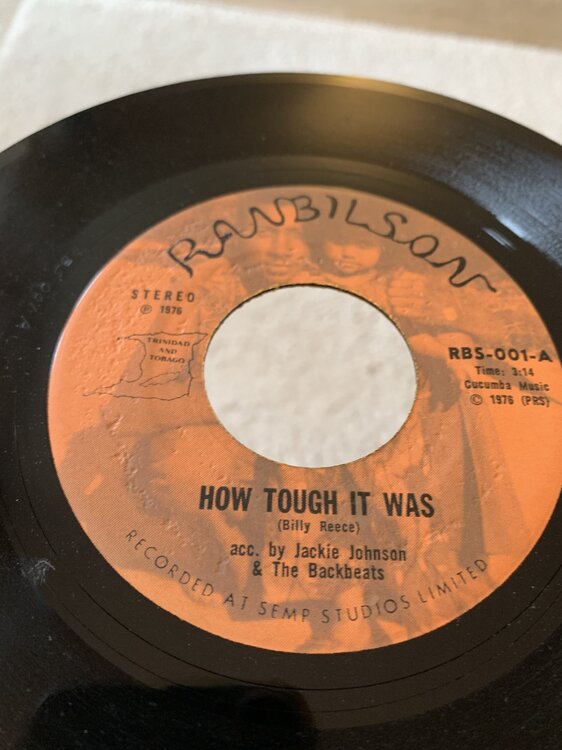 RANBILSON
STEREO
℗ 1976
TRINIDAD
AND
TOBAGO
RBS-001-A
Time: 3:14
Cucumba Music
© 1976 (PRS)
HOW TOUGH IT WAS
(Billy Reece)
acc. by Jackie Johnson
& The Backbeats
RECORDED AT SEMP STUDIOS LIMITED